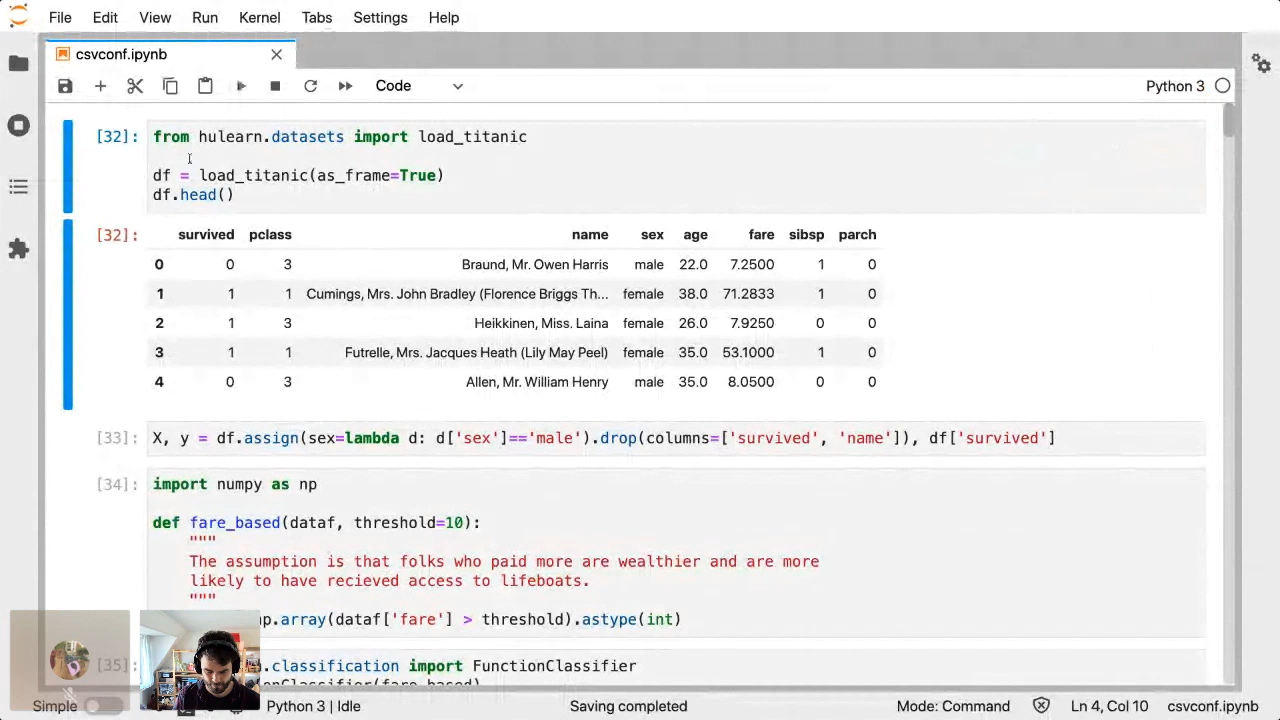 File Edit View Run Kernel Tabs Settings Help
csvconf.ipynb
Code
Python 3
[32]: from hulearn.datasets import load_titanic
df = load_titanic(as_frame=True)
df.head()
[32]: survived pclass name sex age fare sibsp parch
0 0 3 Braund, Mr. Owen Harris male 22.0 7.2500 1 0
1 1 1 Cumings, Mrs. John Bradley (Florence Briggs Th... female 38.0 71.2833 1 0
2 1 3 Heikkinen, Miss. Laina female 26.0 7.9250 0 0
3 1 1 Futrelle, Mrs. Jacques Heath (Lily May Peel) female 35.0 53.1000 1 0
4 0 3 Allen, Mr. William Henry male 35.0 8.0500 0 0
[33]: X, y = df.assign(sex=lambda d: d['sex']=='male').drop(columns=['survived', 'name']), df['survived']
[34]: import numpy as np
def fare_based(dataf, threshold=10):
"""
The assumption is that folks who paid more are wealthier and are more
likely to have recieved access to lifeboats.
"""
np.array(dataf['fare'] > threshold).astype(int)
[35]: .classification import FunctionClassifier
Simple Python 3 | Idle Saving completed Mode: Command Ln 4, Col 10 csvconf.ipynb